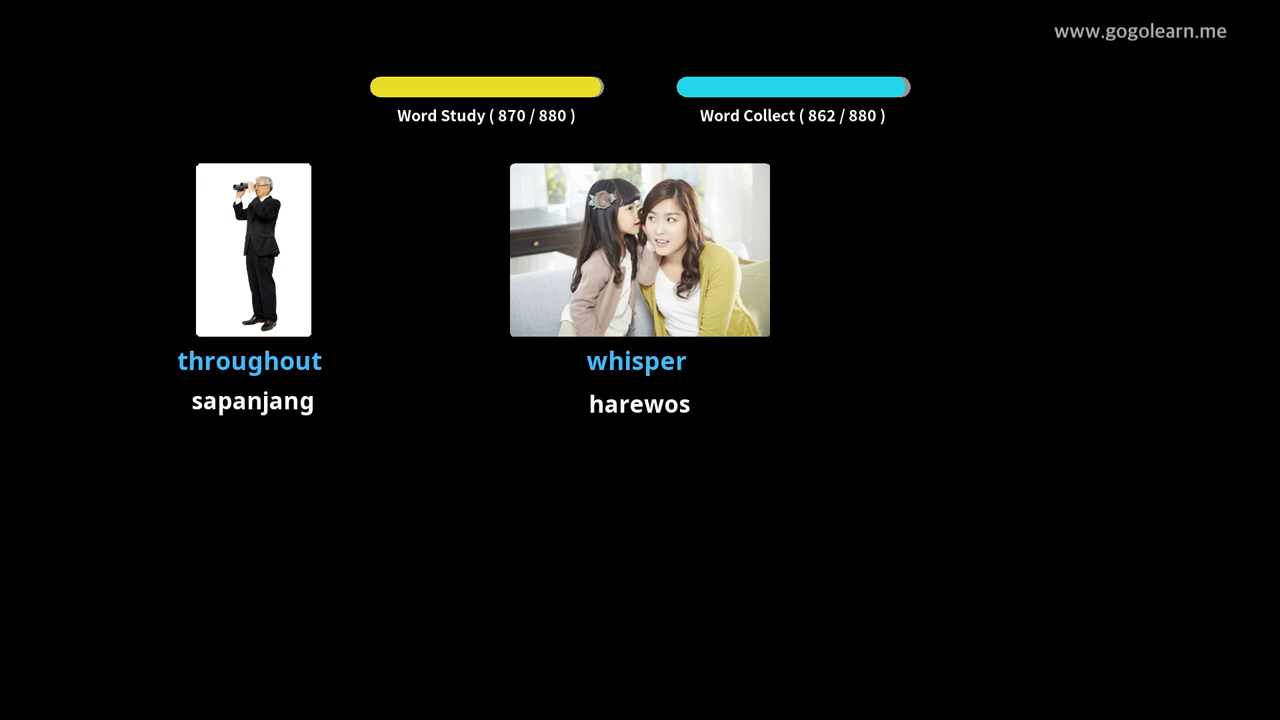 www.gogolearn.me
Word Study ( 870 / 880 )
Word Collect ( 862 / 880 )
throughout
sapanjang
whisper
harewos